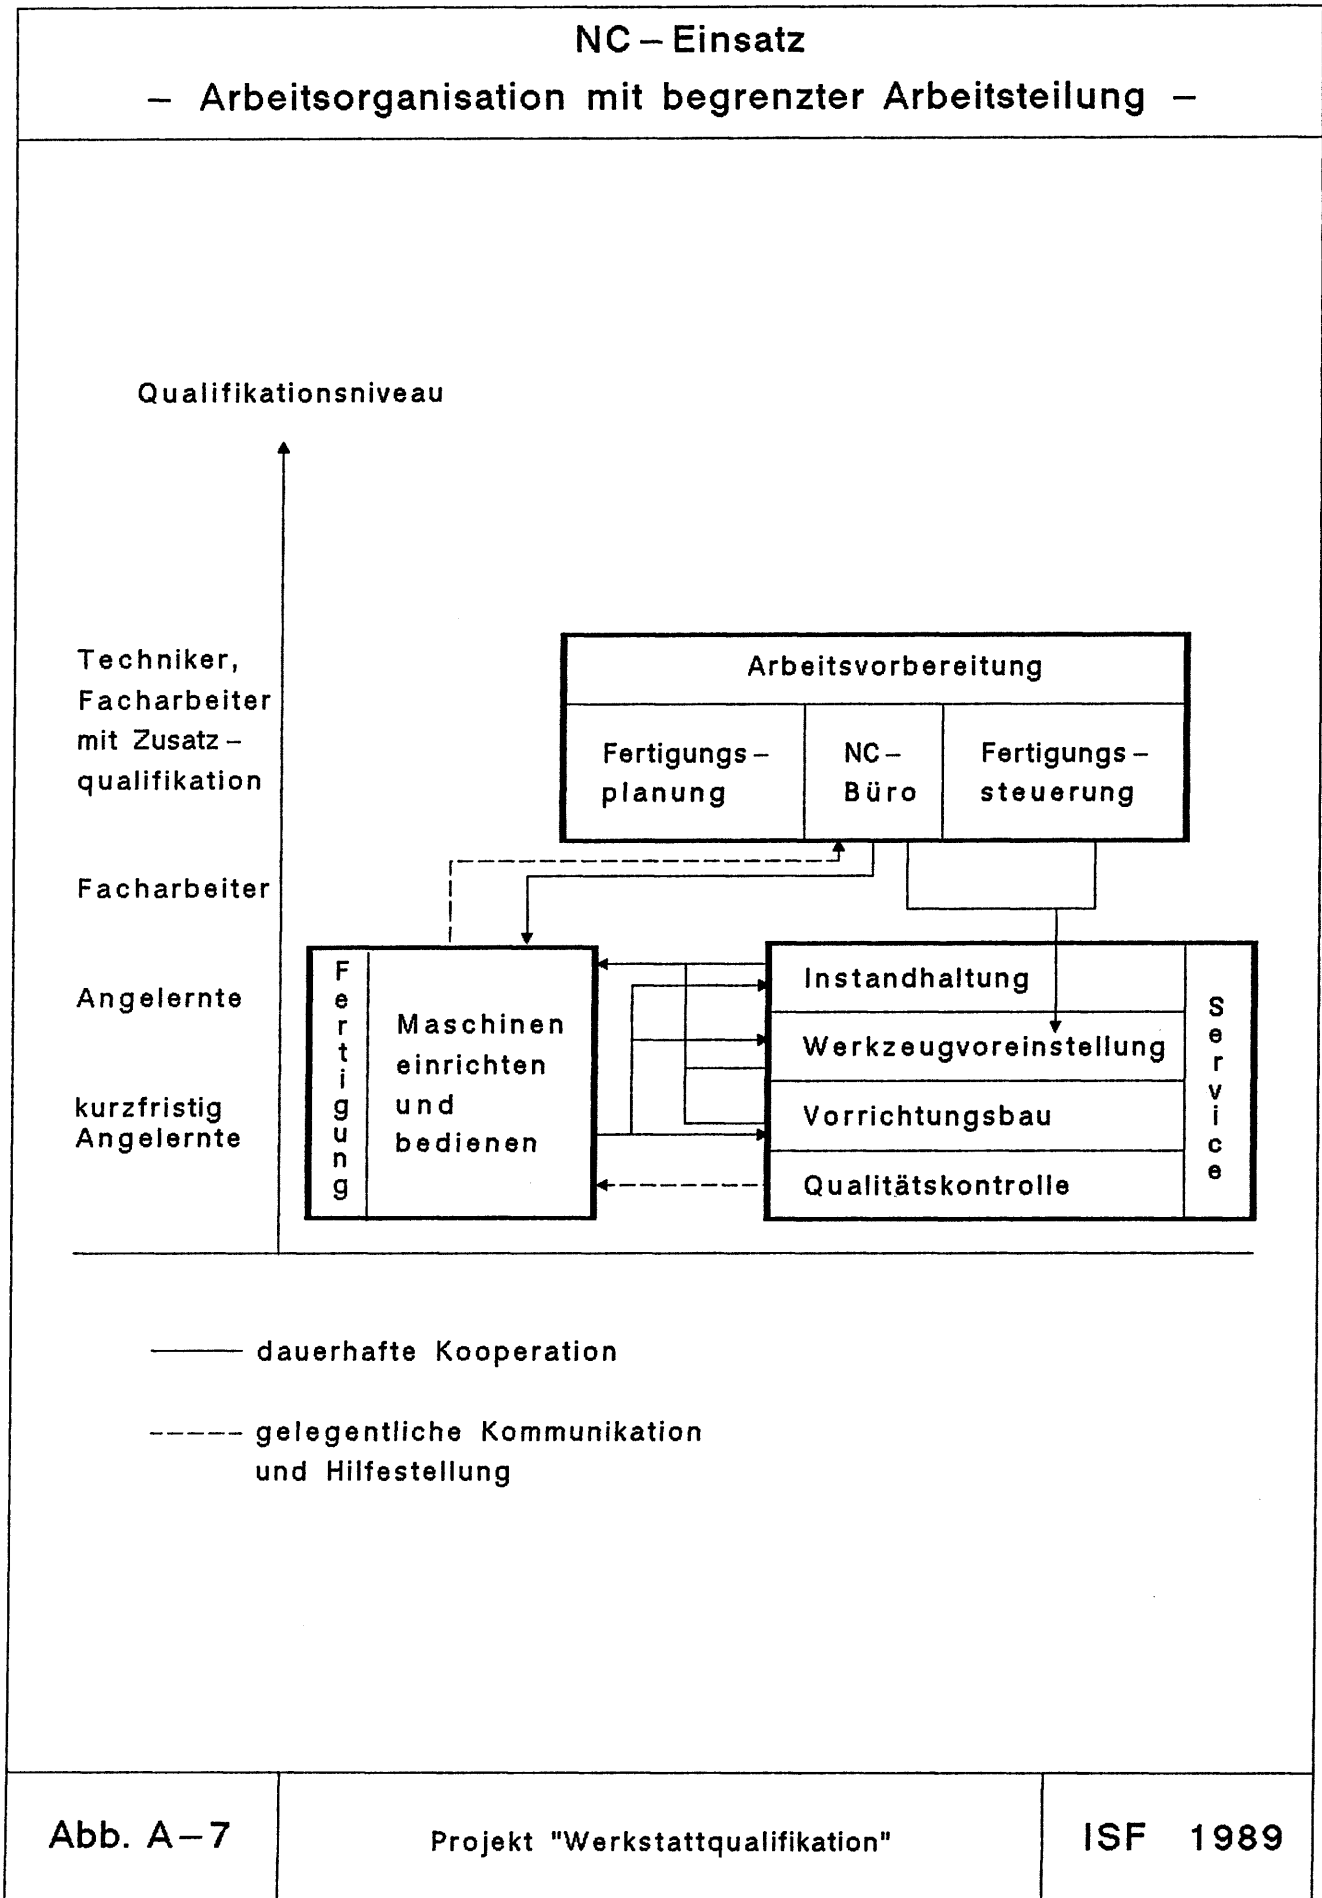 NC – Einsatz
– Arbeitsorganisation mit begrenzter Arbeitsteilung –
Qualifikationsniveau
Techniker,
Facharbeiter
mit Zusatz –
qualifikation
Facharbeiter
Angelernte
kurzfristig
Angelernte
Arbeitsvorbereitung
Fertigungs –
planung
NC –
Büro
Fertigungs –
steuerung
Fertigung
Maschinen
einrichten
und
bedienen
Instandhaltung
Werkzeugvoreinstellung
Vorrichtungsbau
Qualitätskontrolle
Service
dauerhafte Kooperation
gelegentliche Kommunikation
und Hilfestellung
Abb. A – 7
Projekt "Werkstattqualifikation"
ISF 1989